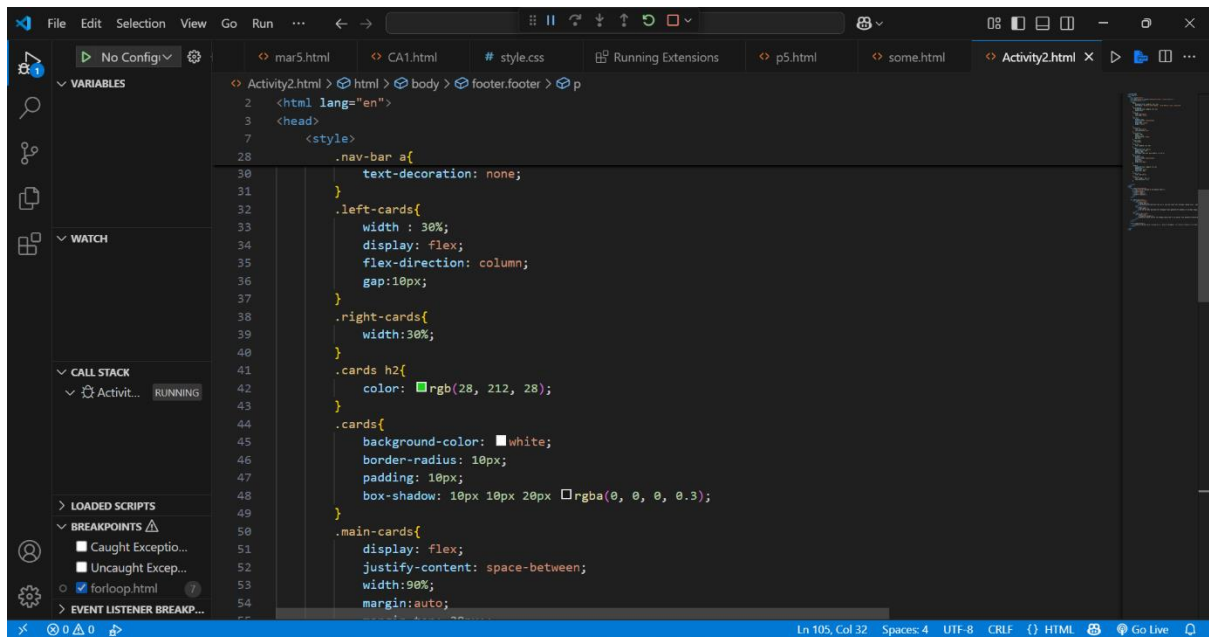 File Edit Selection View Go Run ...
No Config
mar5.html CA1.html # style.css Running Extensions p5.html some.html Activity2.html
1
VARIABLES
Activity2.html > html > body > footer.footer > p
2 <html lang="en">
3 <head>
7 <style>
28 .nav-bar a{
30 text-decoration: none;
31 }
32 .left-cards{
33 width : 30%;
34 display: flex;
35 flex-direction: column;
36 gap:10px;
37 }
38 .right-cards{
39 width:30%;
40 }
41 .cards h2{
42 color: rgb(28, 212, 28);
43 }
44 .cards{
45 background-color: white;
46 border-radius: 10px;
47 padding: 10px;
48 box-shadow: 10px 10px 20px rgba(0, 0, 0, 0.3);
49 }
50 .main-cards{
51 display: flex;
52 justify-content: space-between;
53 width:90%;
54 margin:auto;
WATCH
CALL STACK
Activit... RUNNING
LOADED SCRIPTS
BREAKPOINTS
Caught Exceptio...
Uncaught Excep...
forloop.html 7
EVENT LISTENER BREAKP...
0 0 Ln 105, Col 32 Spaces: 4 UTF-8 CRLF {} HTML Go Live